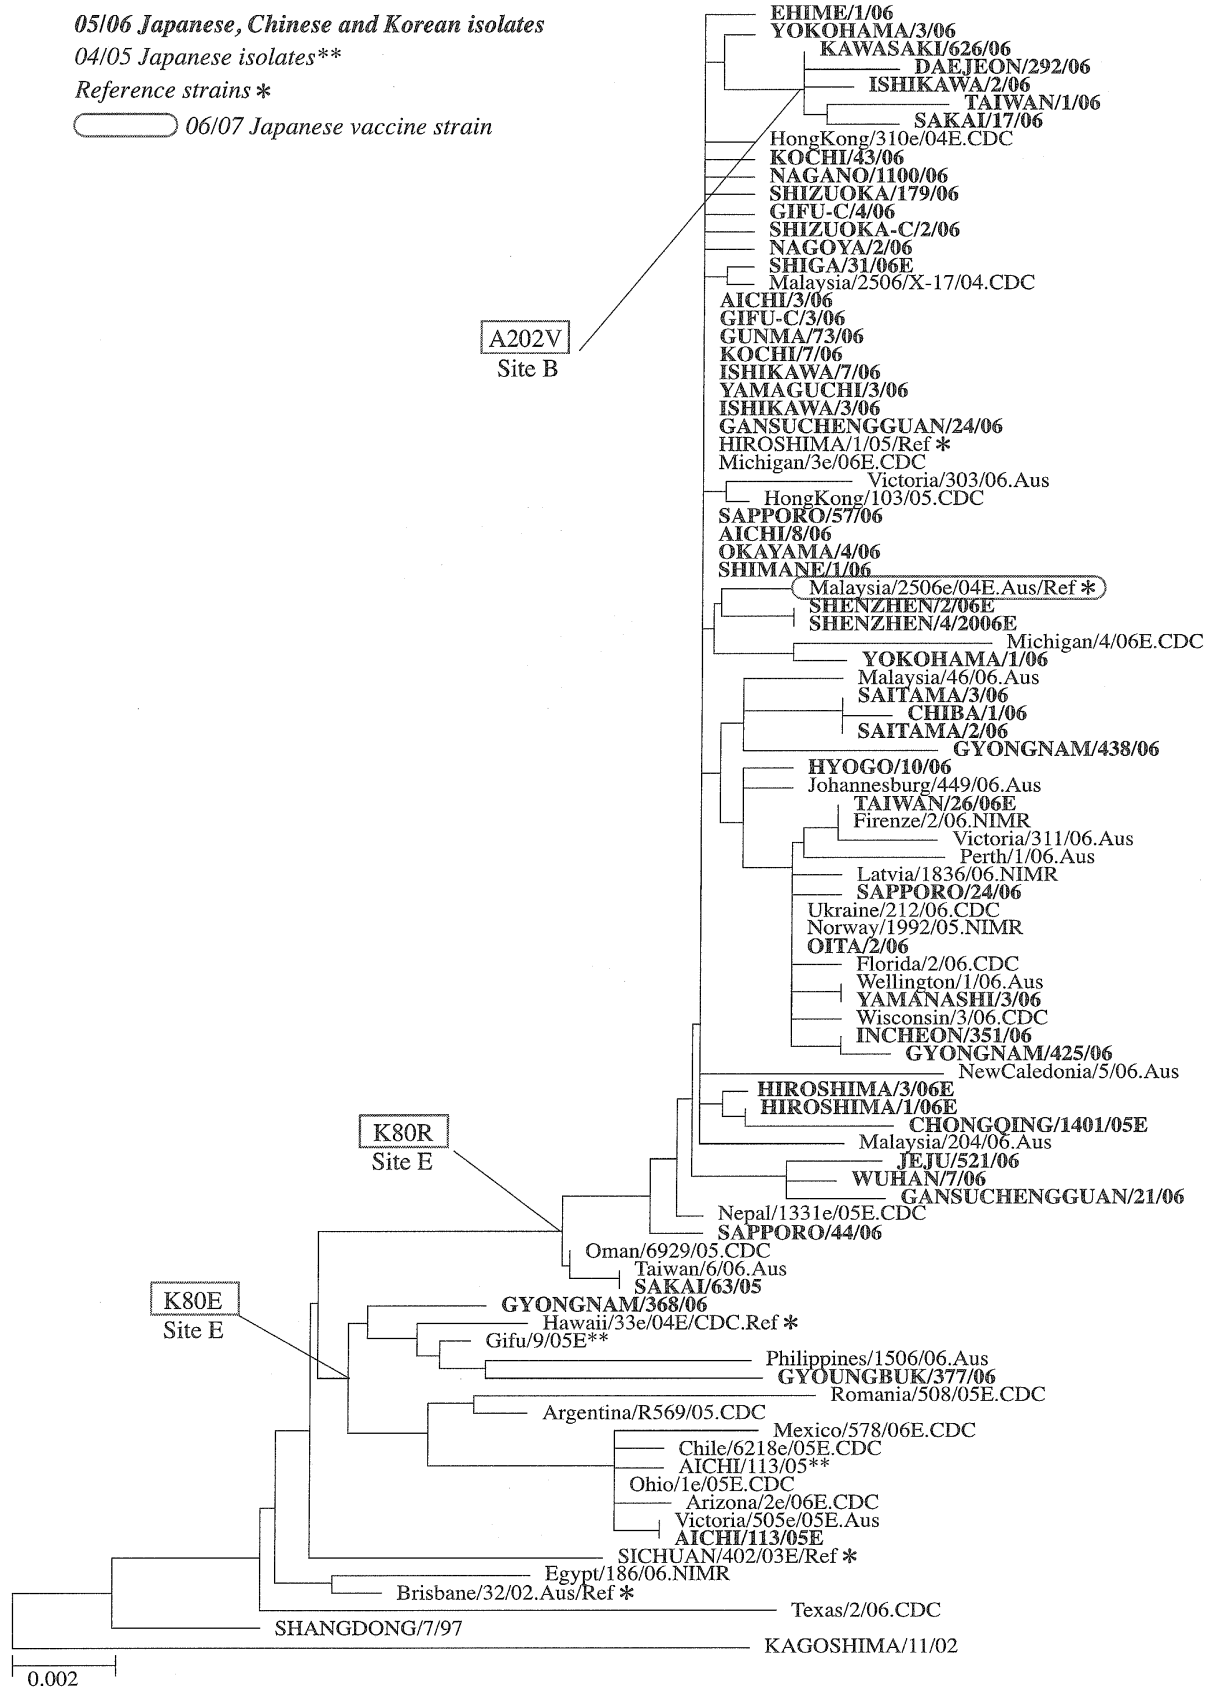 05/06 Japanese, Chinese and Korean isolates
04/05 Japanese isolates**
Reference strains *
06/07 Japanese vaccine strain
EHIME/1/06
YOKOHAMA/3/06
KAWASAKI/626/06
DAEJEON/292/06
ISHIKAWA/2/06
TAIWAN/1/06
SAKAI/17/06
HongKong/310e/04E.CDC
KOCHI/43/06
NAGANO/1100/06
SHIZUOKA/179/06
GIFU-C/4/06
SHIZUOKA-C/2/06
NAGOYA/2/06
SHIGA/31/06E
Malaysia/2506/X-17/04.CDC
AICHI/3/06
GIFU-C/3/06
GUNMA/73/06
A202V
Site B
KOCHI/7/06
ISHIKAWA/7/06
YAMAGUCHI/3/06
ISHIKAWA/3/06
GANSUCHENGGUAN/24/06
HIROSHIMA/1/05/Ref *
Michigan/3e/06E.CDC
Victoria/303/06.Aus
HongKong/103/05.CDC
SAPPORO/57/06
AICHI/8/06
OKAYAMA/4/06
SHIMANE/1/06
Malaysia/2506e/04E.Aus/Ref *
SHENZHEN/2/06E
SHENZHEN/4/2006E
Michigan/4/06E.CDC
YOKOHAMA/1/06
Malaysia/46/06.Aus
SAITAMA/3/06
CHIBA/1/06
SAITAMA/2/06
GYONGNAM/438/06
HYOGO/10/06
Johannesburg/449/06.Aus
TAIWAN/26/06E
Firenze/2/06.NIMR
Victoria/311/06.Aus
Perth/1/06.Aus
Latvia/1836/06.NIMR
SAPPORO/24/06
Ukraine/212/06.CDC
Norway/1992/05.NIMR
OITA/2/06
Florida/2/06.CDC
Wellington/1/06.Aus
YAMANASHI/3/06
Wisconsin/3/06.CDC
INCHEON/351/06
GYONGNAM/425/06
NewCaledonia/5/06.Aus
HIROSHIMA/3/06E
HIROSHIMA/1/06E
CHONGQING/1401/05E
K80R
Site E
Malaysia/204/06.Aus
JEJU/521/06
WUHAN/7/06
GANSUCHENGGUAN/21/06
Nepal/1331e/05E.CDC
SAPPORO/44/06
Oman/6929/05.CDC
Taiwan/6/06.Aus
SAKAI/63/05
K80E
Site E
GYONGNAM/368/06
Hawaii/33e/04E/CDC.Ref *
Gifu/9/05E**
Philippines/1506/06.Aus
GYOUNGBUK/377/06
Romania/508/05E.CDC
Argentina/R569/05.CDC
Mexico/578/06E.CDC
Chile/6218e/05E.CDC
AICHI/113/05**
Ohio/1e/05E.CDC
Arizona/2e/06E.CDC
Victoria/505e/05E.Aus
AICHI/113/05E
SICHUAN/402/03E/Ref *
Egypt/186/06.NIMR
Brisbane/32/02.Aus/Ref *
Texas/2/06.CDC
SHANGDONG/7/97
KAGOSHIMA/11/02
0.002